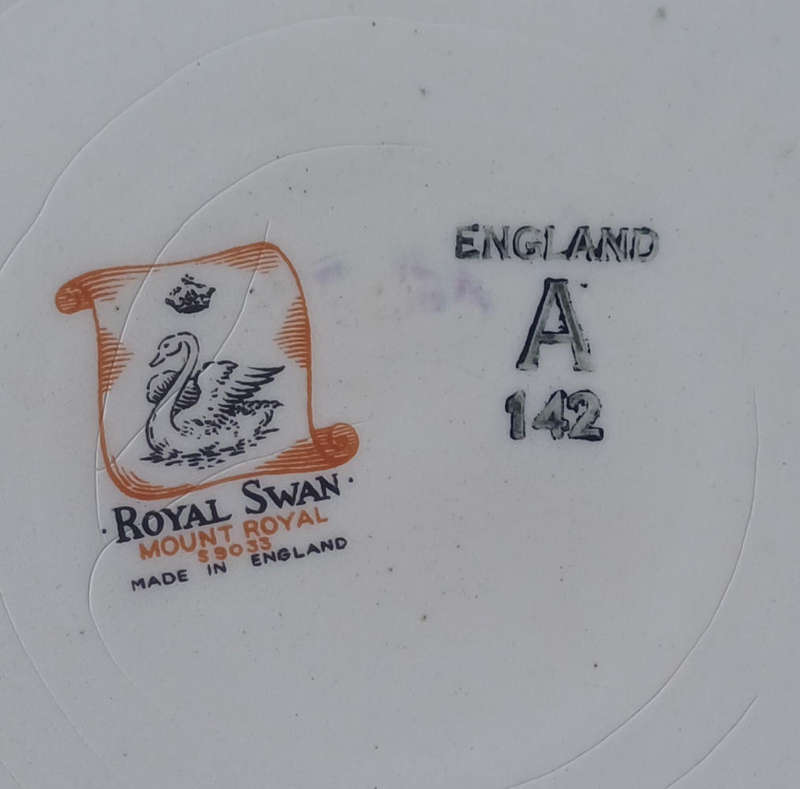 · ROYAL SWAN ·
MOUNT ROYAL
S9033
MADE IN ENGLAND
ENGLAND
A
142